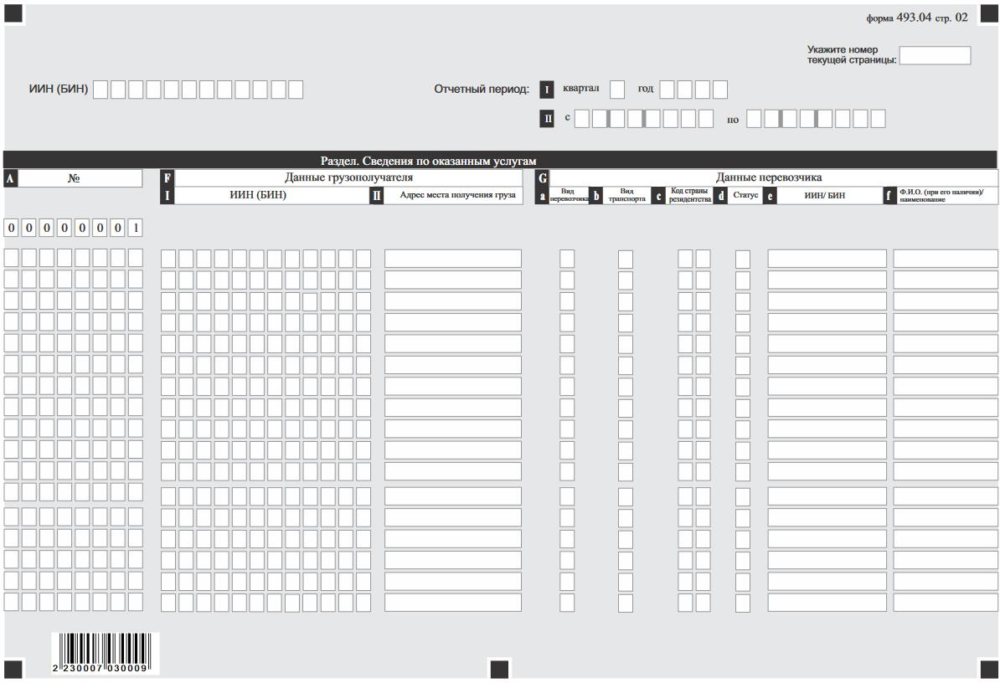 форма 493.04 стр. 02
Укажите номер
текущей страницы:
ИИН (БИН)
Отчетный период:
I квартал год
II с по
Раздел. Сведения по оказанным услугам
A №
F Данные грузополучателя
G Данные перевозчика
I ИИН (БИН)
II Адрес места получения груза
a Вид
перевозчика
b Вид
транспорта
c Код страны
резидентства
d Статус
e ИИН/ БИН
f Ф.И.О. (при его наличии)/
наименование
0 0 0 0 0 0 0 1
2 230007 030009